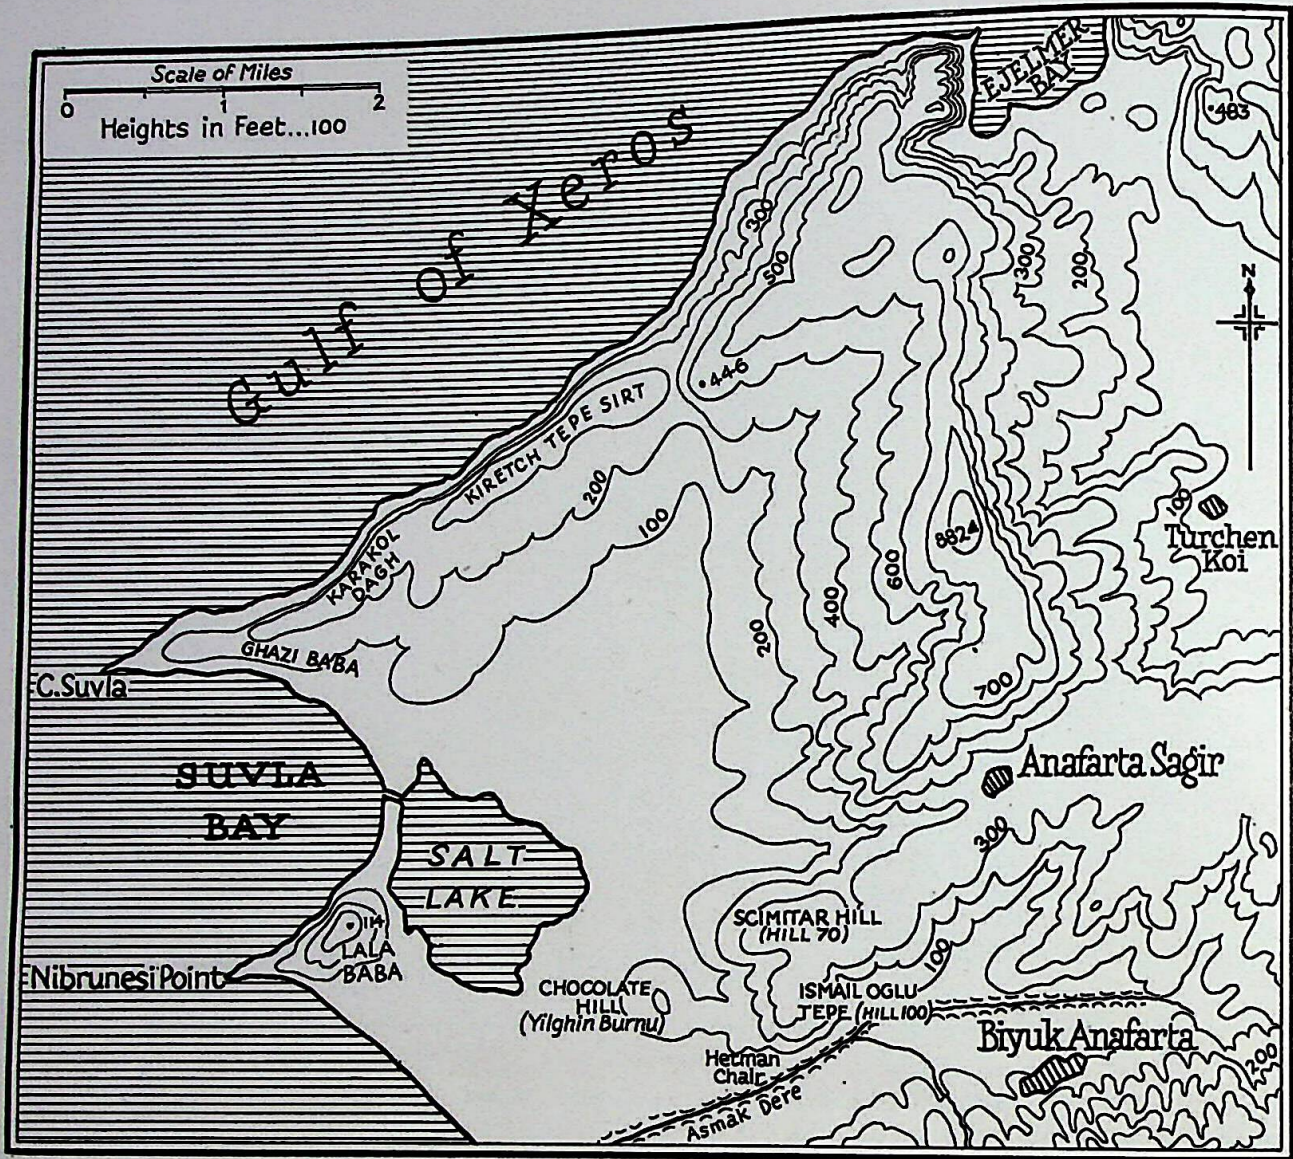 Scale of Miles
0 1 2
Heights in Feet...100
EJELMER
BAY
.483
Gulf of Xeros
300
500
300
200
N
.446
KIRETCH TEPE SIRT
200
100
100
Turchen
Koi
8824
KARAKOL
DAGH
600
400
200
GHAZI BABA
C.Suvla
700
SUVLA
BAY
Anafarta Sagir
300
SALT
LAKE
SCIMITAR HILL
(HILL 70)
114
LALA
BABA
100
Nibrunesi Point
CHOCOLATE
HILL
(Yilghin Burnu)
ISMAIL OGLU
TEPE (HILL 100)
Biyuk Anafarta
Hetman
Chair
200
Asmak Dere